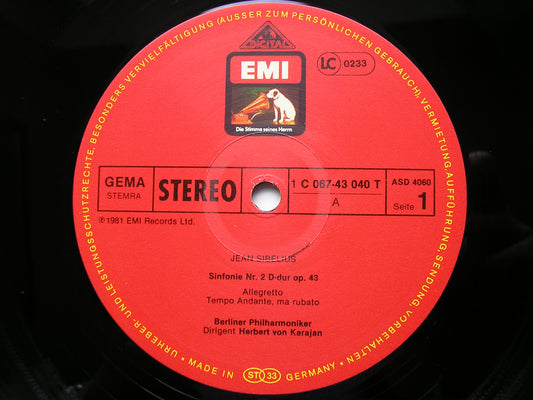 DIGITAL
EMI
LC 0233
Die Stimme seines Herrn
GEMA
STEMRA
STEREO
1 C 067-43 040 T
A
ASD 4060
Seite 1
℗ 1981 EMI Records Ltd.
JEAN SIBELIUS
Sinfonie Nr. 2 D-dur op. 43
Allegretto
Tempo Andante, ma rubato
Berliner Philharmoniker
Dirigent Herbert von Karajan
URHEBER- UND LEISTUNGSSCHUTZRECHTE, BESONDERS VERVIELFÄLTIGUNG (AUSSER ZUM PERSÖNLICHEN GEBRAUCH), VERMIETUNG, AUFFÜHRUNG, SENDUNG, VORBEHALTEN •
MADE IN ST 33 GERMANY •